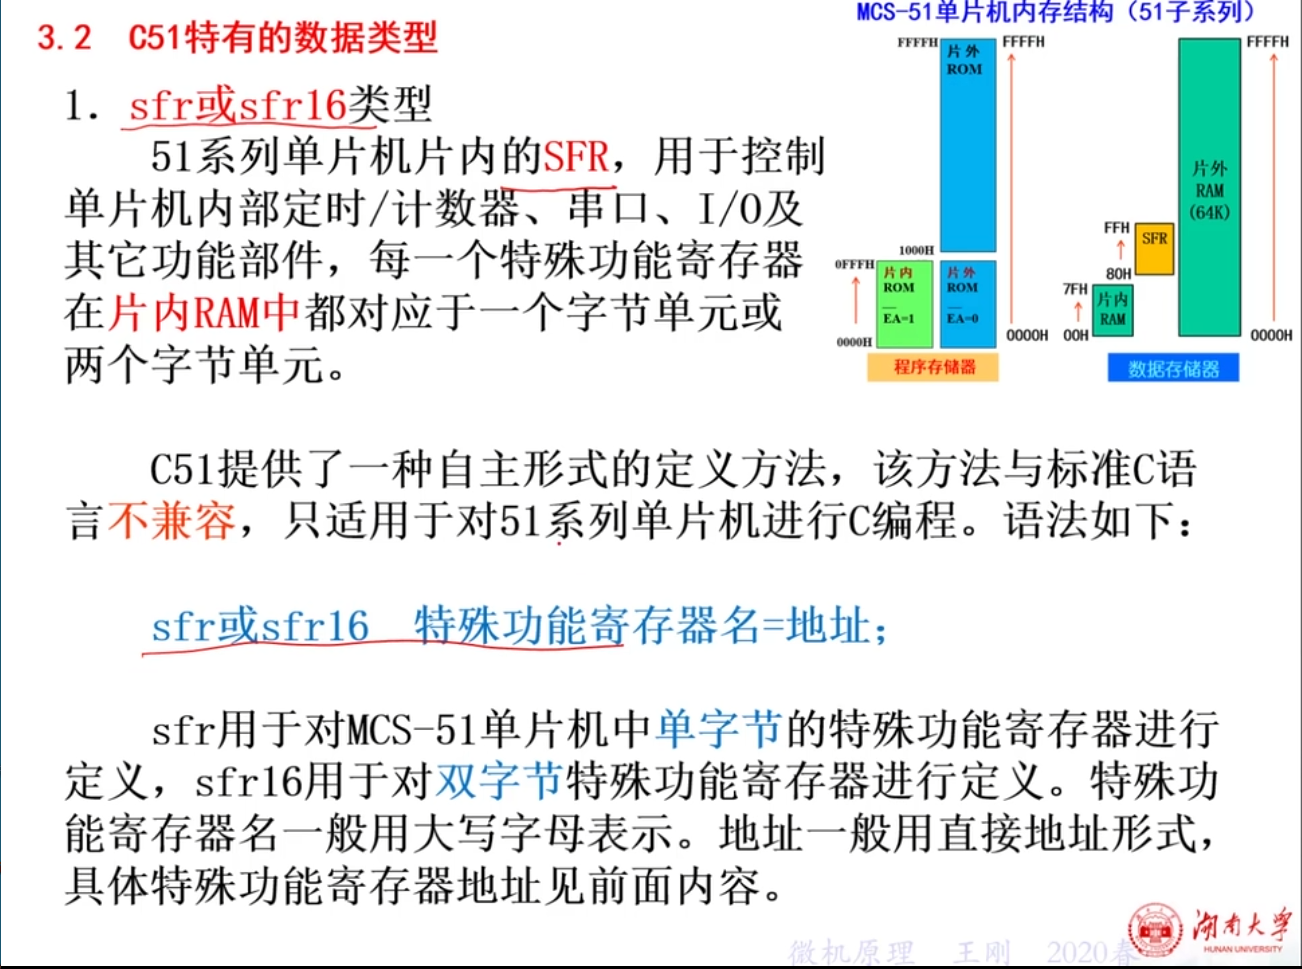 3.2 C51特有的数据类型
1. sfr或sfr16类型
51系列单片机片内的SFR，用于控制
单片机内部定时/计数器、串口、I/O及
其它功能部件，每一个特殊功能寄存器
在片内RAM中都对应于一个字节单元或
两个字节单元。
MCS-51单片机内存结构（51子系列）
FFFFH
片外
ROM
FFFFH
1000H
0FFFH
片内
ROM
EA=1
0000H
片外
ROM
EA=0
0000H
程序存储器
FFFFH
片外
RAM
(64K)
FFH
SFR
80H
7FH
片内
RAM
00H
0000H
数据存储器
C51提供了一种自主形式的定义方法，该方法与标准C语
言不兼容，只适用于对51系列单片机进行C编程。语法如下：
sfr或sfr16 特殊功能寄存器名=地址；
sfr用于对MCS-51单片机中单字节的特殊功能寄存器进行
定义，sfr16用于对双字节特殊功能寄存器进行定义。特殊功
能寄存器名一般用大写字母表示。地址一般用直接地址形式，
具体特殊功能寄存器地址见前面内容。
微机原理 王刚 2020春
湖南大学
HUNAN UNIVERSITY